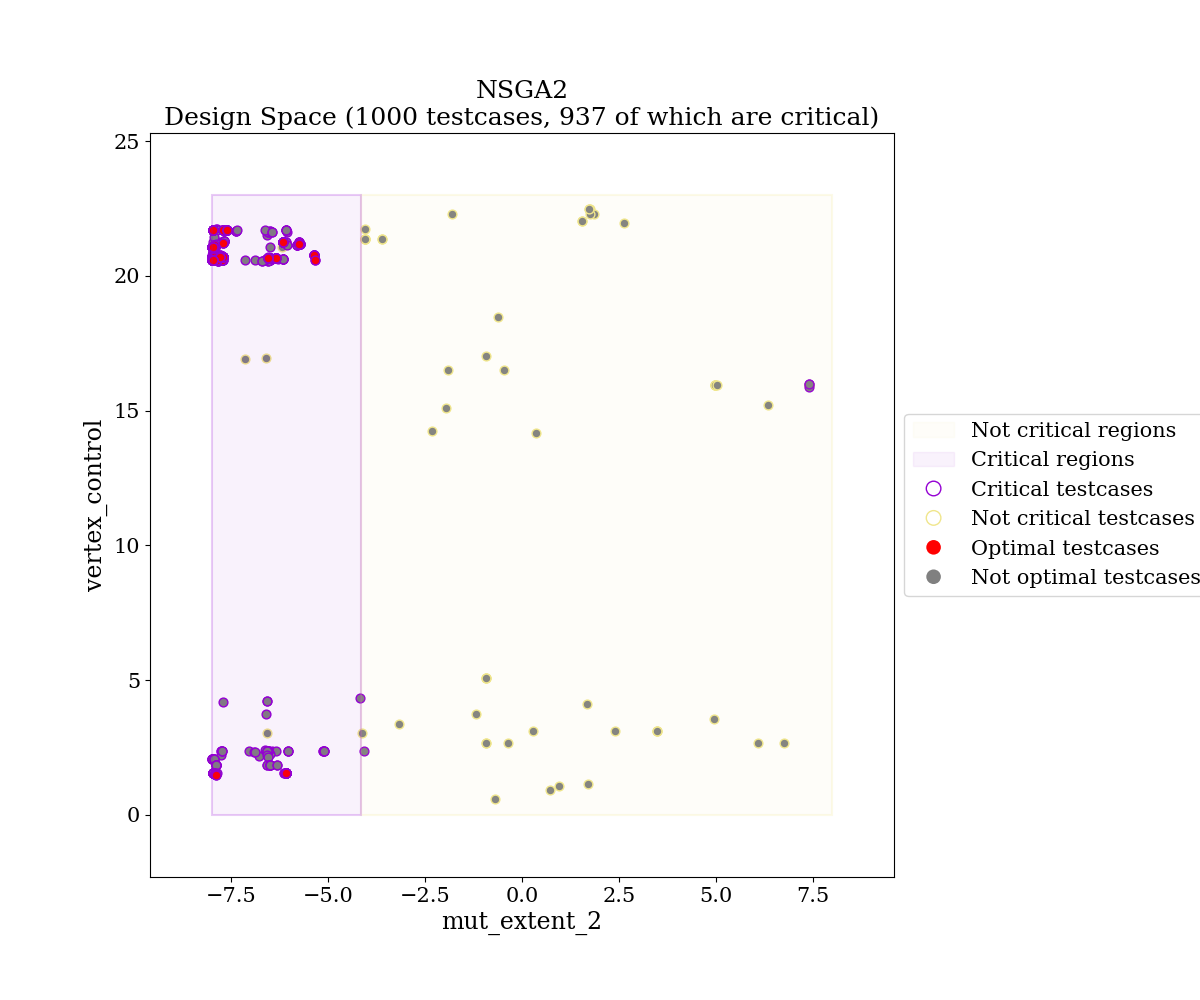 NSGA2
Design Space (1000 testcases, 937 of which are critical)
25
20
15
10
5
0
vertex_control
−7.5
−5.0
−2.5
0.0
2.5
5.0
7.5
mut_extent_2
Not critical regions
Critical regions
Critical testcases
Not critical testcases
Optimal testcases
Not optimal testcases